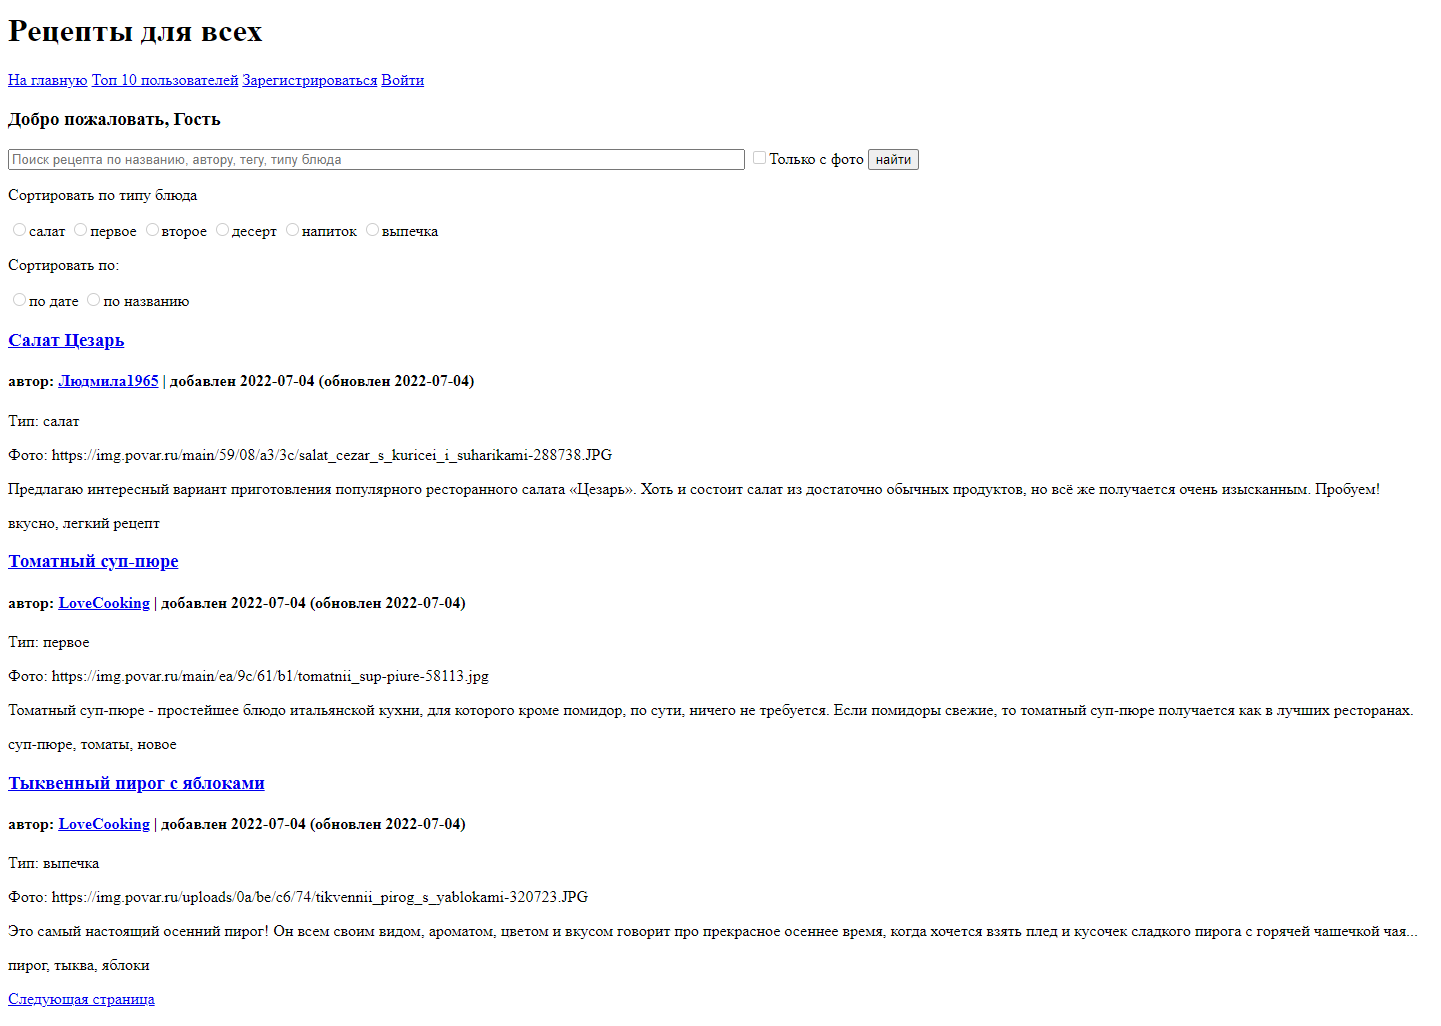 Рецепты для всех
На главную Топ 10 пользователей Зарегистрироваться Войти
Добро пожаловать, Гость
Поиск рецепта по названию, автору, тегу, типу блюда Только с фото найти
Сортировать по типу блюда
салат первое второе десерт напиток выпечка
Сортировать по:
по дате по названию
Салат Цезарь
автор: Людмила1965 | добавлен 2022-07-04 (обновлен 2022-07-04)
Тип: салат
Фото: https://img.povar.ru/main/59/08/a3/3c/salat_cezar_s_kuricei_i_suharikami-288738.JPG
Предлагаю интересный вариант приготовления популярного ресторанного салата «Цезарь». Хоть и состоит салат из достаточно обычных продуктов, но всё же получается очень изысканным. Пробуем!
вкусно, легкий рецепт
Томатный суп-пюре
автор: LoveCooking | добавлен 2022-07-04 (обновлен 2022-07-04)
Тип: первое
Фото: https://img.povar.ru/main/ea/9c/61/b1/tomatnii_sup-piure-58113.jpg
Томатный суп-пюре - простейшее блюдо итальянской кухни, для которого кроме помидор, по сути, ничего не требуется. Если помидоры свежие, то томатный суп-пюре получается как в лучших ресторанах.
суп-пюре, томаты, новое
Тыквенный пирог с яблоками
автор: LoveCooking | добавлен 2022-07-04 (обновлен 2022-07-04)
Тип: выпечка
Фото: https://img.povar.ru/uploads/0a/be/c6/74/tikvennii_pirog_s_yablokami-320723.JPG
Это самый настоящий осенний пирог! Он всем своим видом, ароматом, цветом и вкусом говорит про прекрасное осеннее время, когда хочется взять плед и кусочек сладкого пирога с горячей чашечкой чая...
пирог, тыква, яблоки
Следующая страница